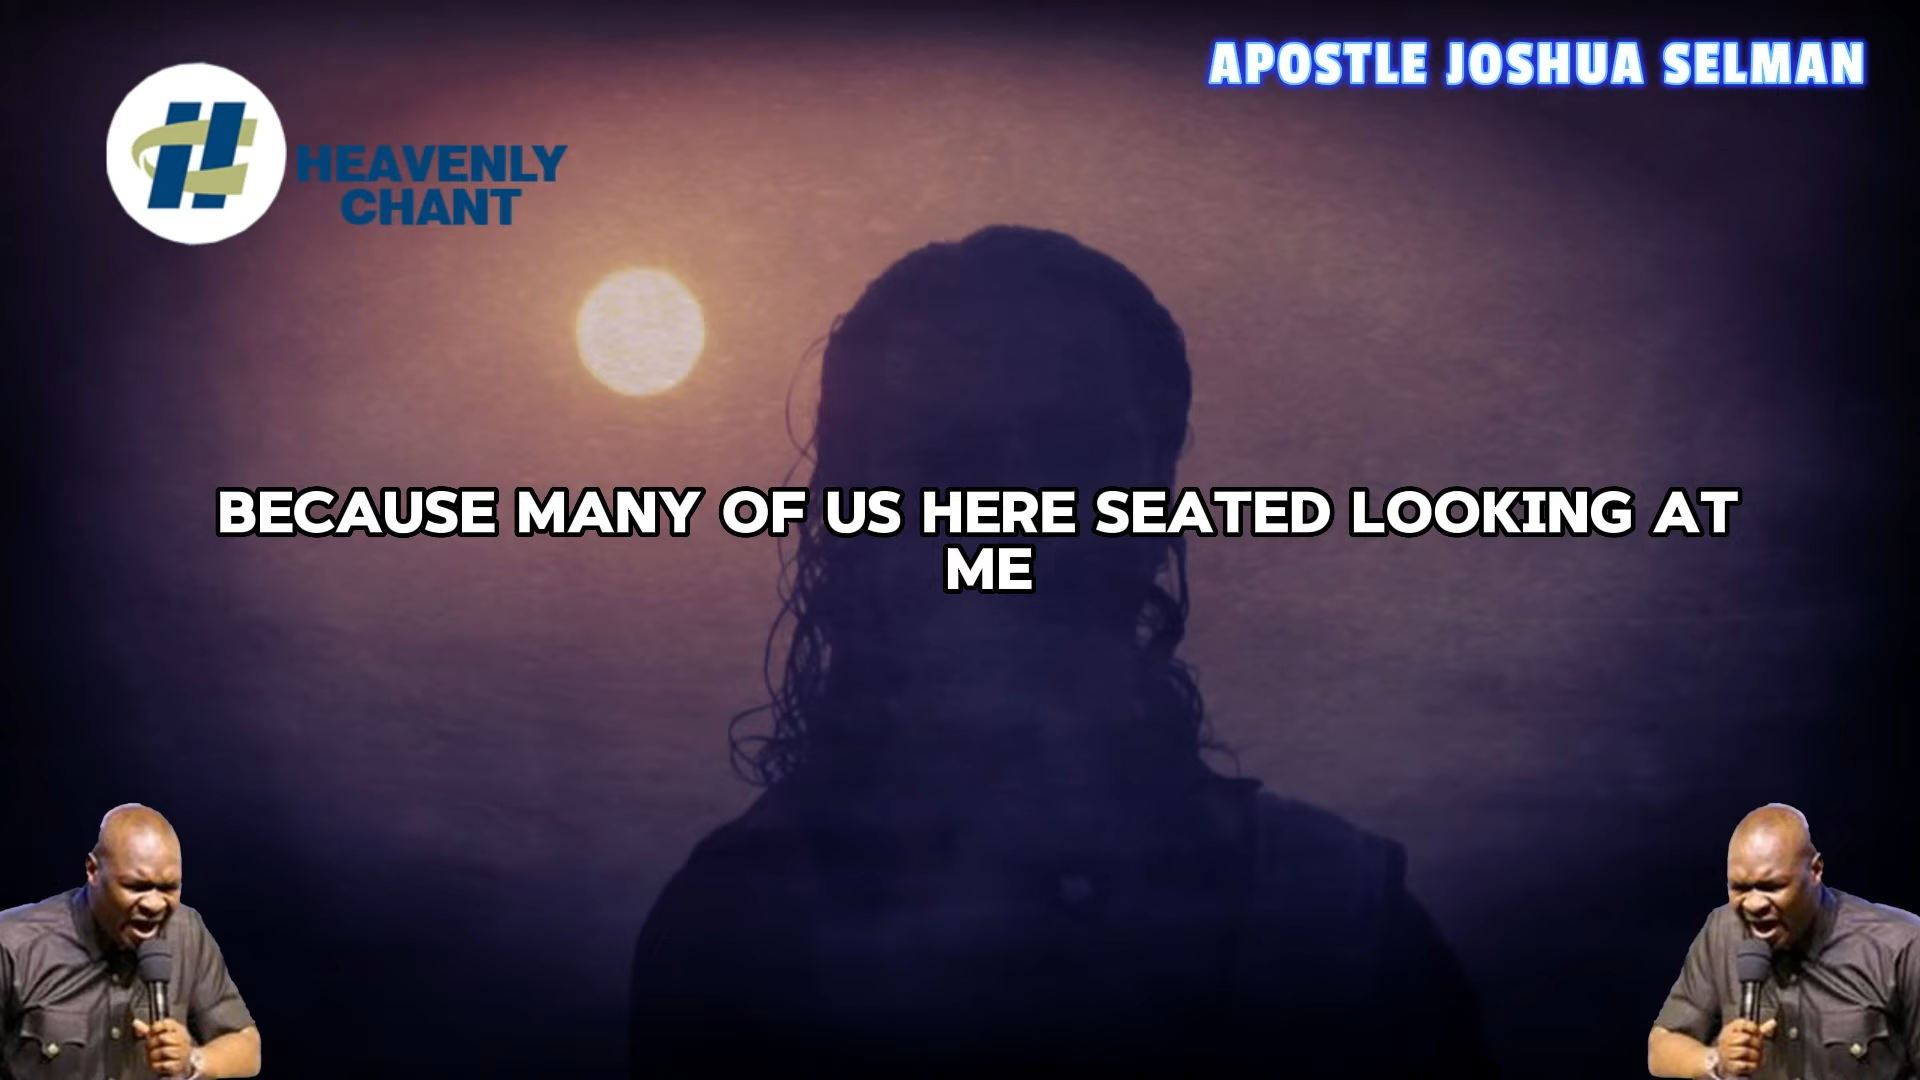 APOSTLE JOSHUA SELMAN
HEAVENLY
CHANT
BECAUSE MANY OF US HERE SEATED LOOKING AT
ME